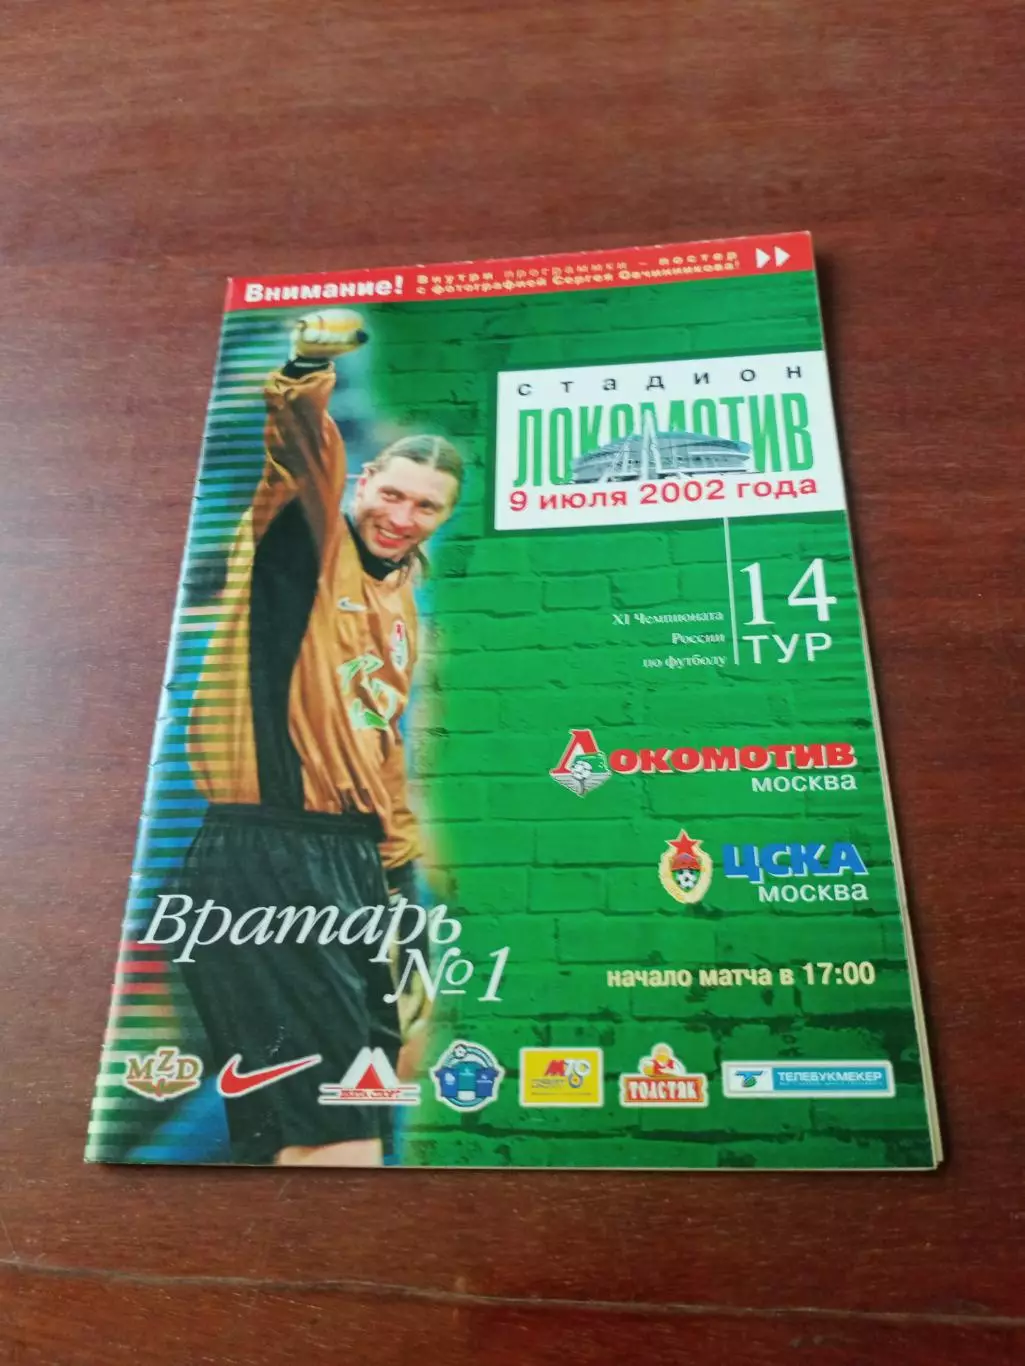 Внимание!
Внутри программки - постер
с фотографией Сергея Овчинникова!
стадион
ЛОКОМОТИВ
9 июля 2002 года
14
ТУР
XI Чемпионата
России
по футболу
Локомотив
МОСКВА
ЦСКА
МОСКВА
Вратарь
№1
начало матча в 17:00
MZD
ТОЛСТЯК
ТЕЛЕБУКМЕКЕР